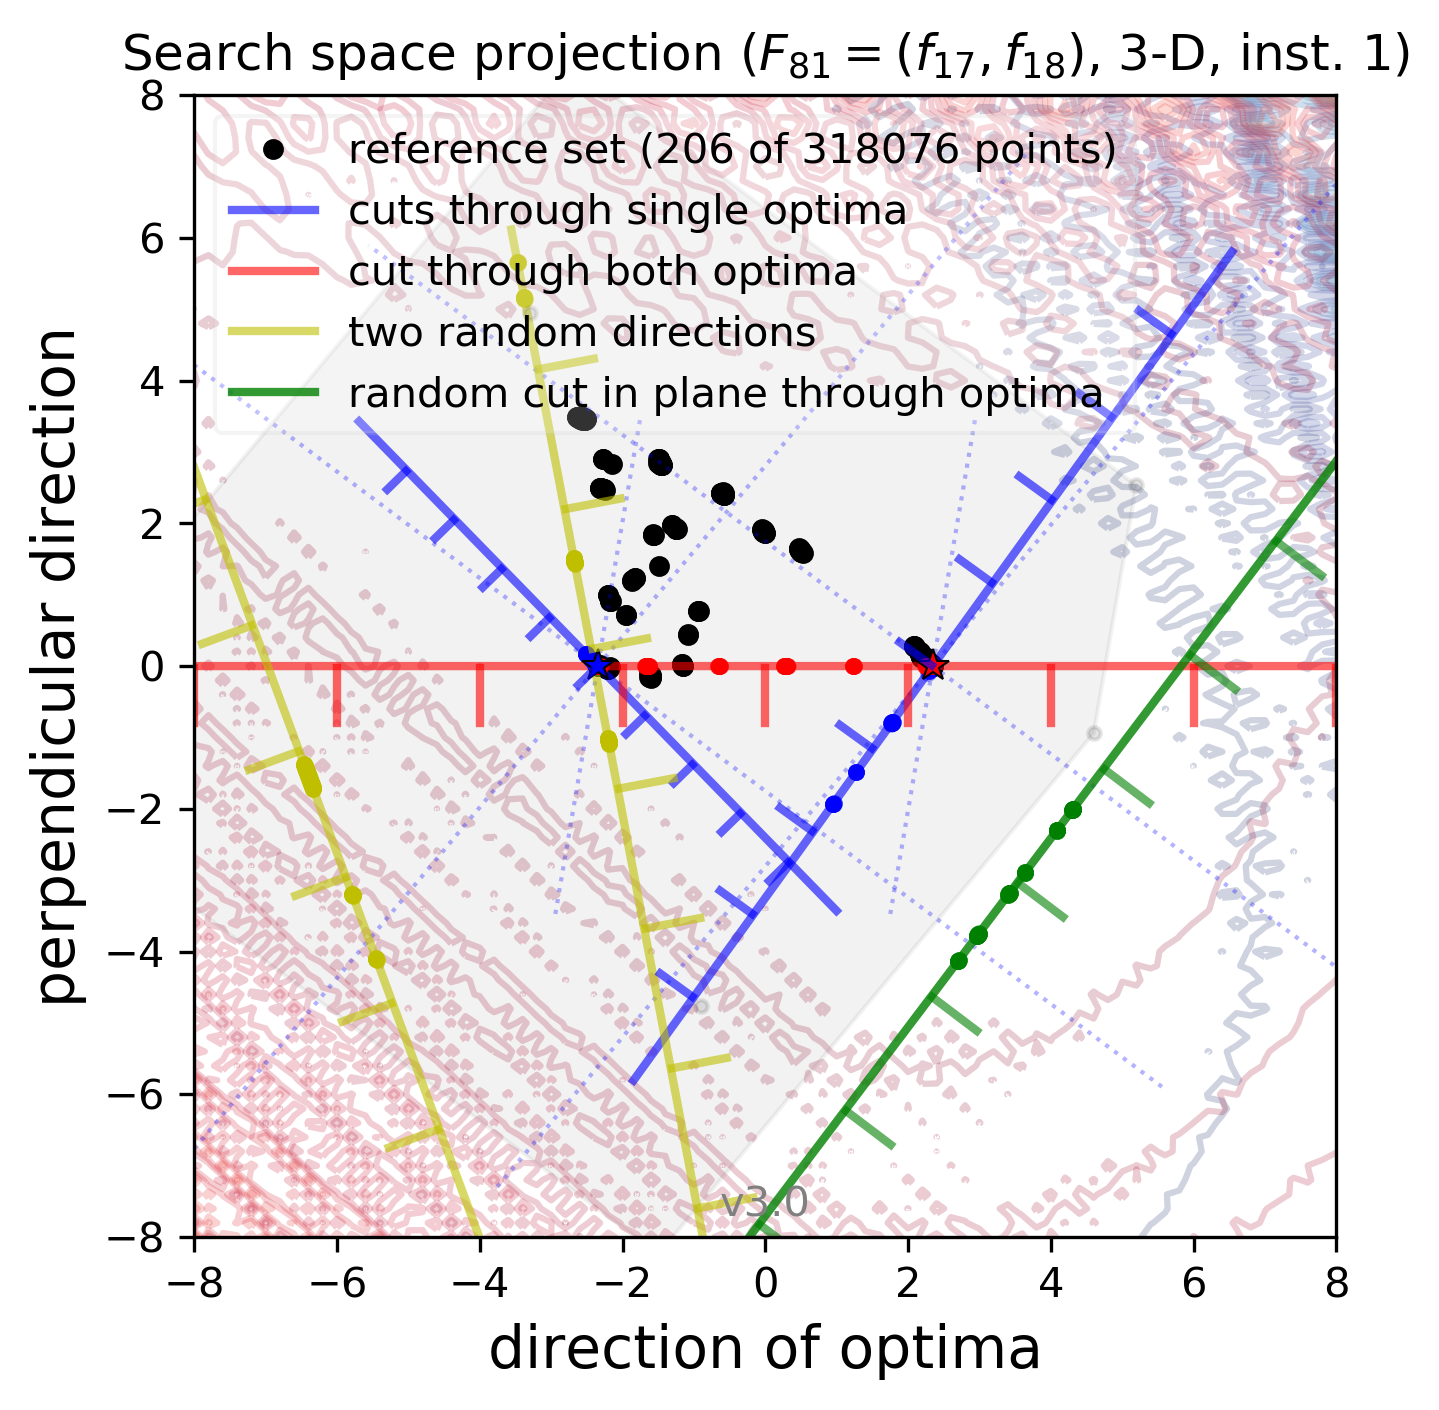 Search space projection (F₈₁ = (f₁₇, f₁₈), 3-D, inst. 1)
reference set (206 of 318076 points)
cuts through single optima
cut through both optima
two random directions
random cut in plane through optima
perpendicular direction
8
6
4
2
0
−2
−4
−6
−8
v3.0
−8 −6 −4 −2 0 2 4 6 8
direction of optima